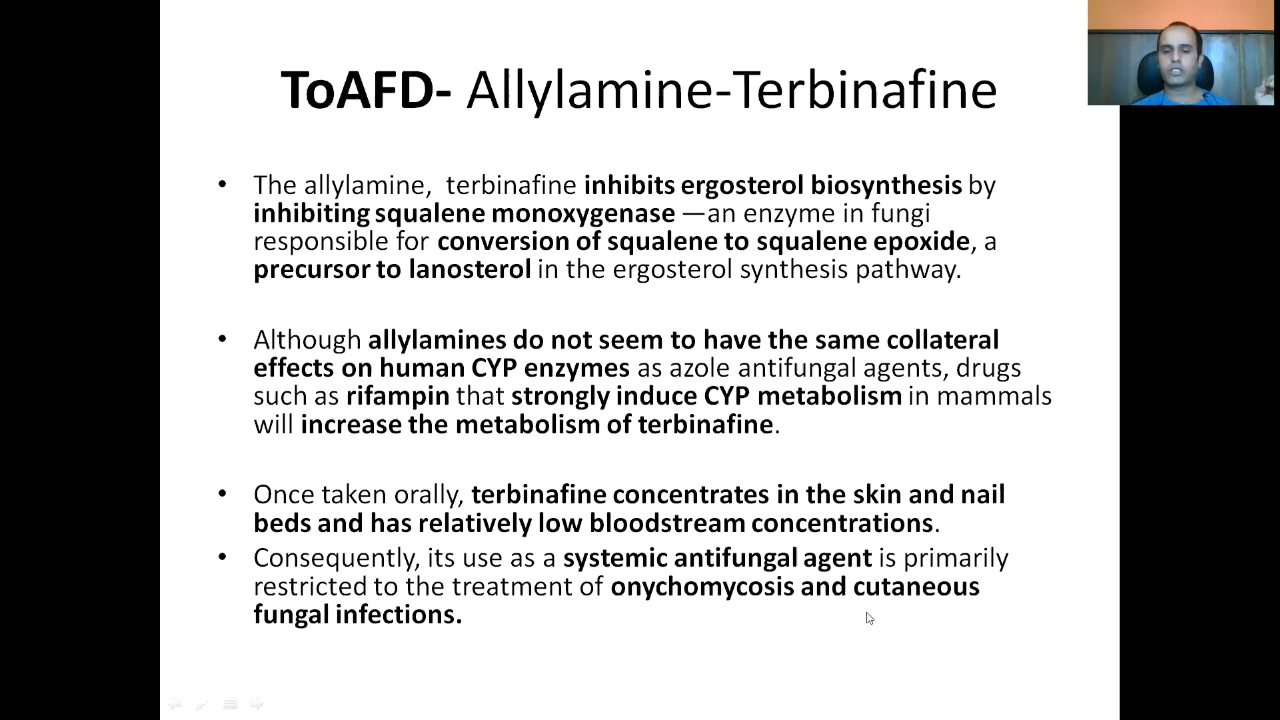 ToAFD- Allylamine-Terbinafine
• The allylamine, terbinafine inhibits ergosterol biosynthesis by
inhibiting squalene monoxygenase —an enzyme in fungi
responsible for conversion of squalene to squalene epoxide, a
precursor to lanosterol in the ergosterol synthesis pathway.
• Although allylamines do not seem to have the same collateral
effects on human CYP enzymes as azole antifungal agents, drugs
such as rifampin that strongly induce CYP metabolism in mammals
will increase the metabolism of terbinafine.
• Once taken orally, terbinafine concentrates in the skin and nail
beds and has relatively low bloodstream concentrations.
• Consequently, its use as a systemic antifungal agent is primarily
restricted to the treatment of onychomycosis and cutaneous
fungal infections.